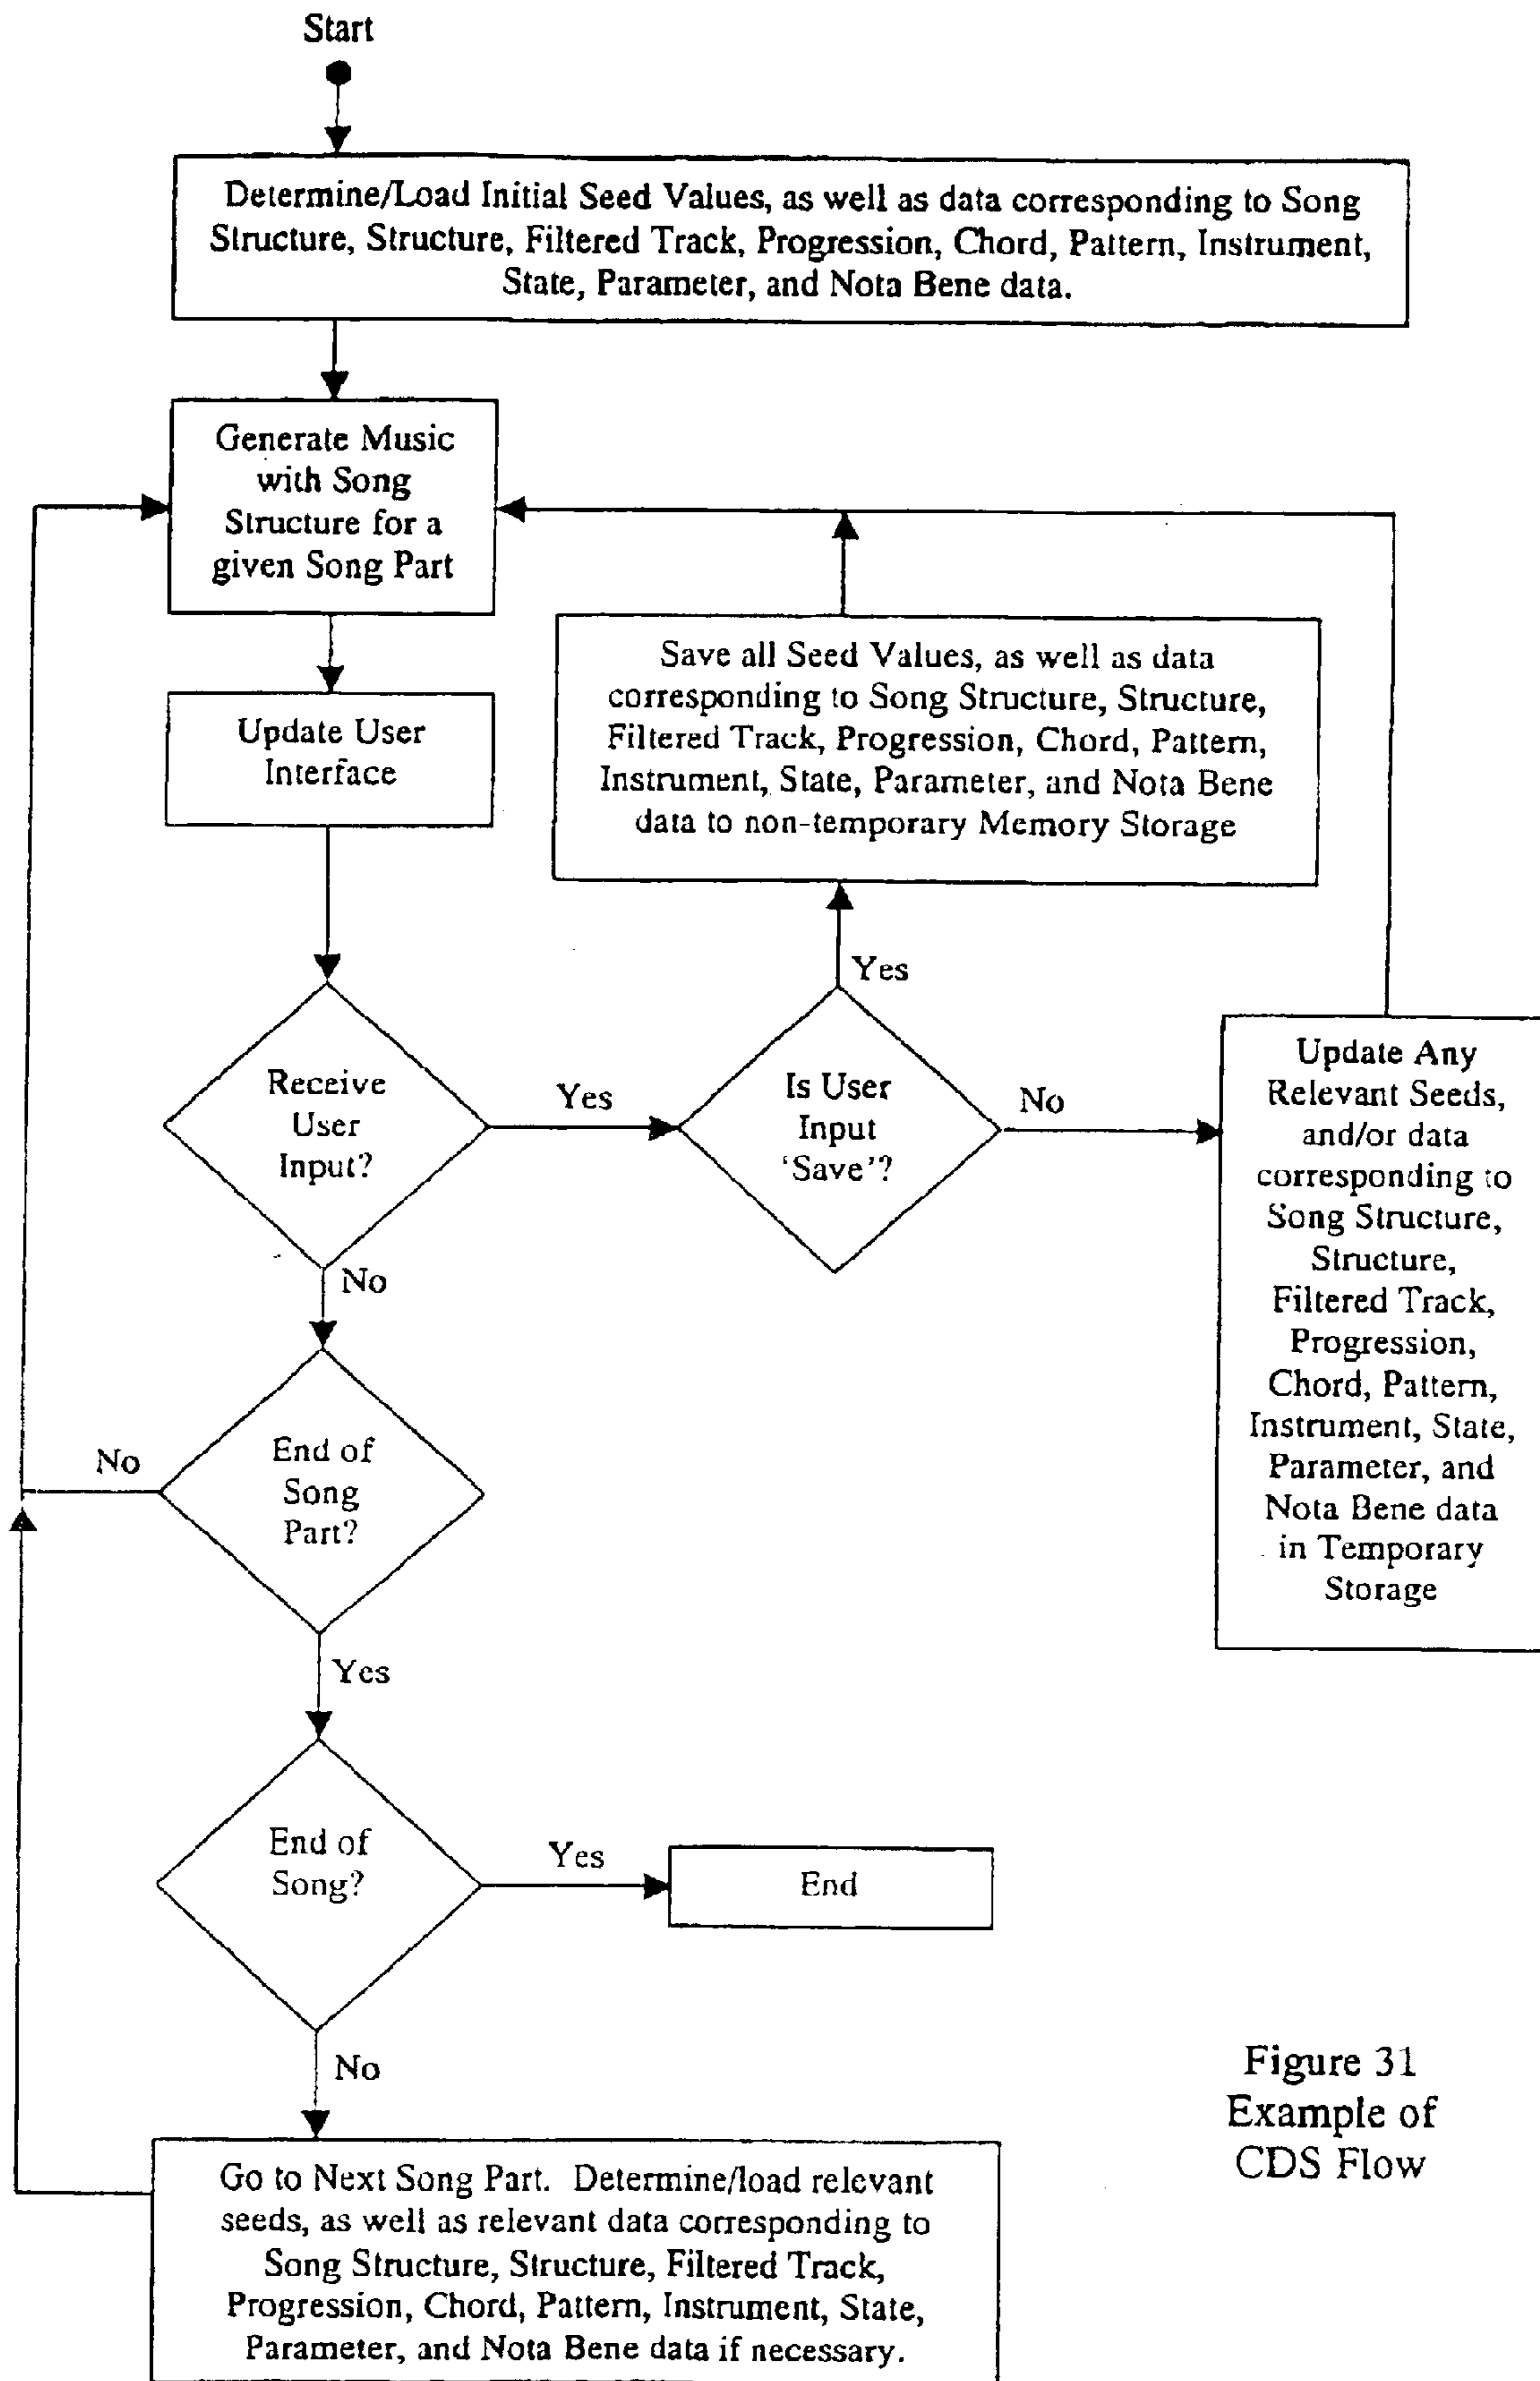 Start
Determine/Load Initial Seed Values, as well as data corresponding to Song
Structure, Structure, Filtered Track, Progression, Chord, Pattern, Instrument,
State, Parameter, and Nota Bene data.
Generate Music
with Song
Structure for a
given Song Part
Save all Seed Values, as well as data
corresponding to Song Structure, Structure,
Filtered Track, Progression, Chord, Pattern,
Instrument, State, Parameter, and Nota Bene
data to non-temporary Memory Storage
Update User
Interface
Yes
Receive
User
Input?
Yes
Is User
Input
‘Save’?
No
Update Any
Relevant Seeds,
and/or data
corresponding to
Song Structure,
Structure,
Filtered Track,
Progression,
Chord, Pattern,
Instrument, State,
Parameter, and
Nota Bene data
in Temporary
Storage
No
No
End of
Song
Part?
Yes
End of
Song?
Yes
End
No
Go to Next Song Part. Determine/load relevant
seeds, as well as relevant data corresponding to
Song Structure, Structure, Filtered Track,
Progression, Chord, Pattern, Instrument, State,
Parameter, and Nota Bene data if necessary.
Figure 31
Example of
CDS Flow